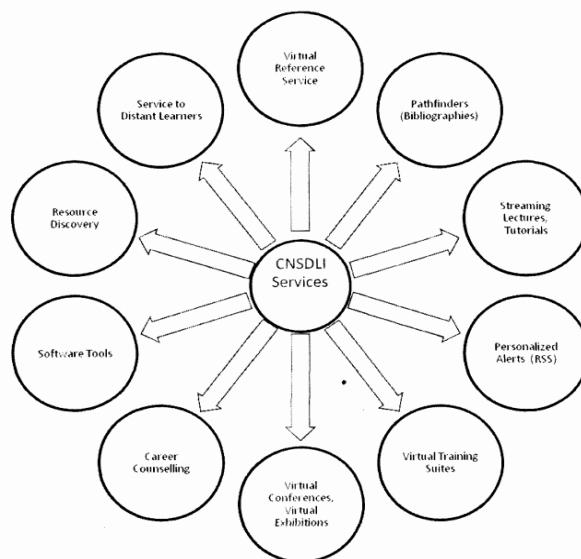 Virtual
Reference
Service
Pathfinders
(Bibliographies)
Streaming
Lectures,
Tutorials
Personalized
Alerts (RSS)
Virtual Training
Suites
Virtual
Conferences,
Virtual
Exhibitions
Career
Counselling
Software Tools
Resource
Discovery
Service to
Distant Learners
CNSDLI
Services